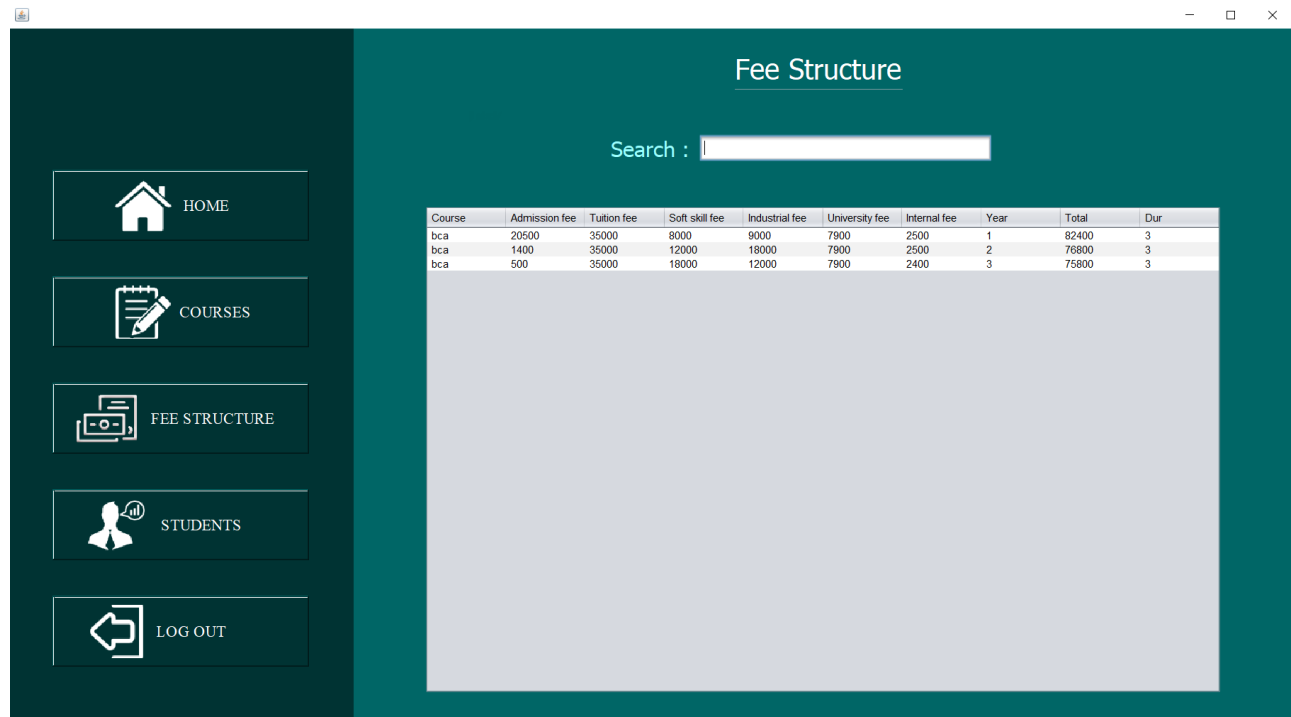 Fee Structure
Search :
HOME
COURSES
FEE STRUCTURE
STUDENTS
LOG OUT
Course Admission fee Tuition fee Soft skill fee Industrial fee University fee Internal fee Year Total Dur
bca 20500 35000 8000 9000 7900 2500 1 82400 3
bca 1400 35000 12000 18000 7900 2500 2 76800 3
bca 500 35000 18000 12000 7900 2400 3 75800 3